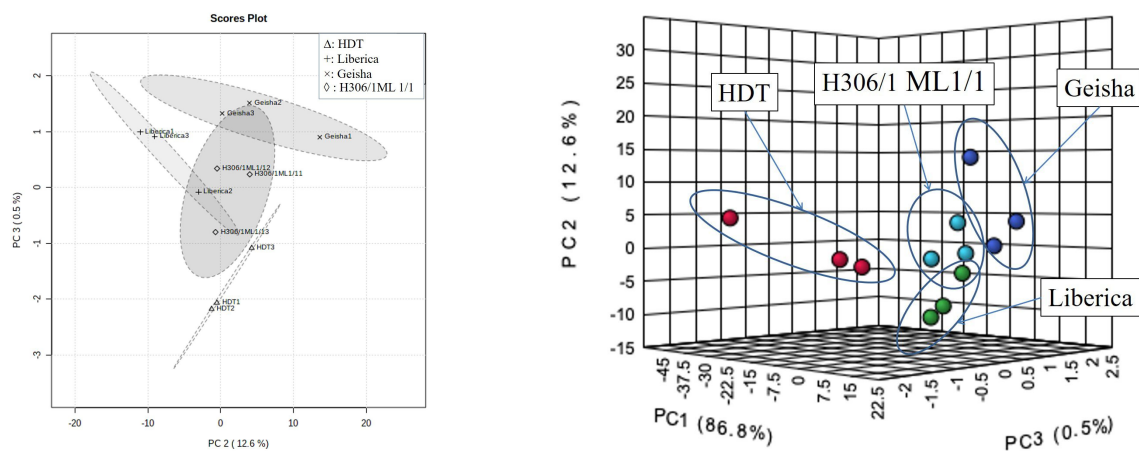 Scores Plot
Δ: HDT
+: Liberica
×: Geisha
◊ : H306/1ML 1/1
Geisha2
Geisha3
Geisha1
Liberica1
Liberica3
H306/1ML1/12
H306/1ML1/11
Liberica2
H306/1ML1/13
HDT3
HDT1
HDT2
PC 3 ( 0.5 %)
2
1
0
-1
-2
-3
-20
-10
0
10
20
PC 2 ( 12.6 %)
HDT
H306/1 ML1/1
Geisha
Liberica
PC2 (12.6%)
30
25
20
15
10
5
0
-5
-10
-15
-45
-37.5
-30
-22.5
-15
-7.5
0
7.5
15
22.5
PC1 (86.8%)
-2
-1.5
-1
-0.5
0
0.5
1
1.5
2
2.5
PC3 (0.5%)